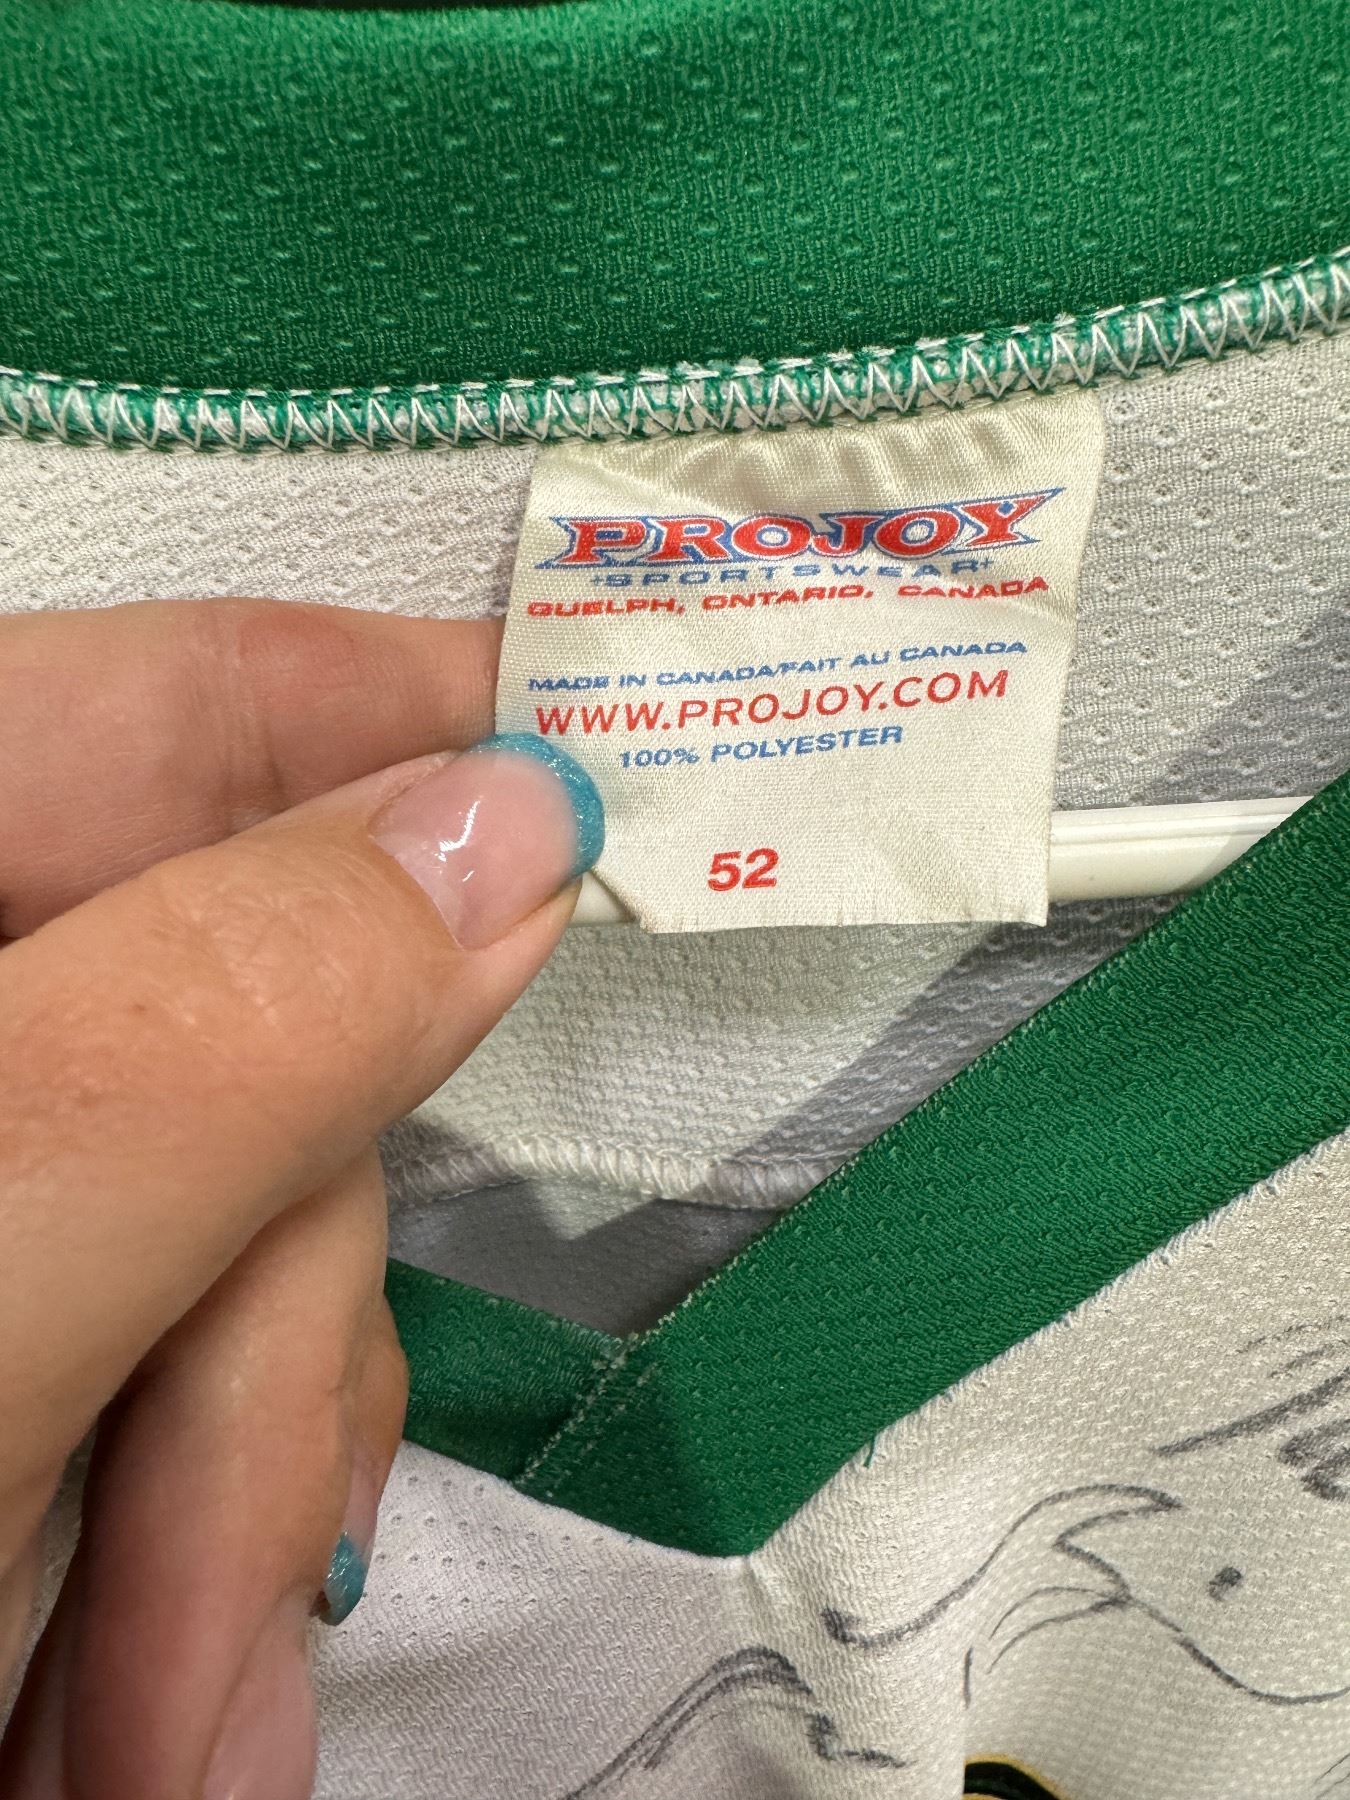 PROJOY
SPORTSWEAR
GUELPH, ONTARIO, CANADA
MADE IN CANADA/FAIT AU CANADA
WWW.PROJOY.COM
100% POLYESTER
52